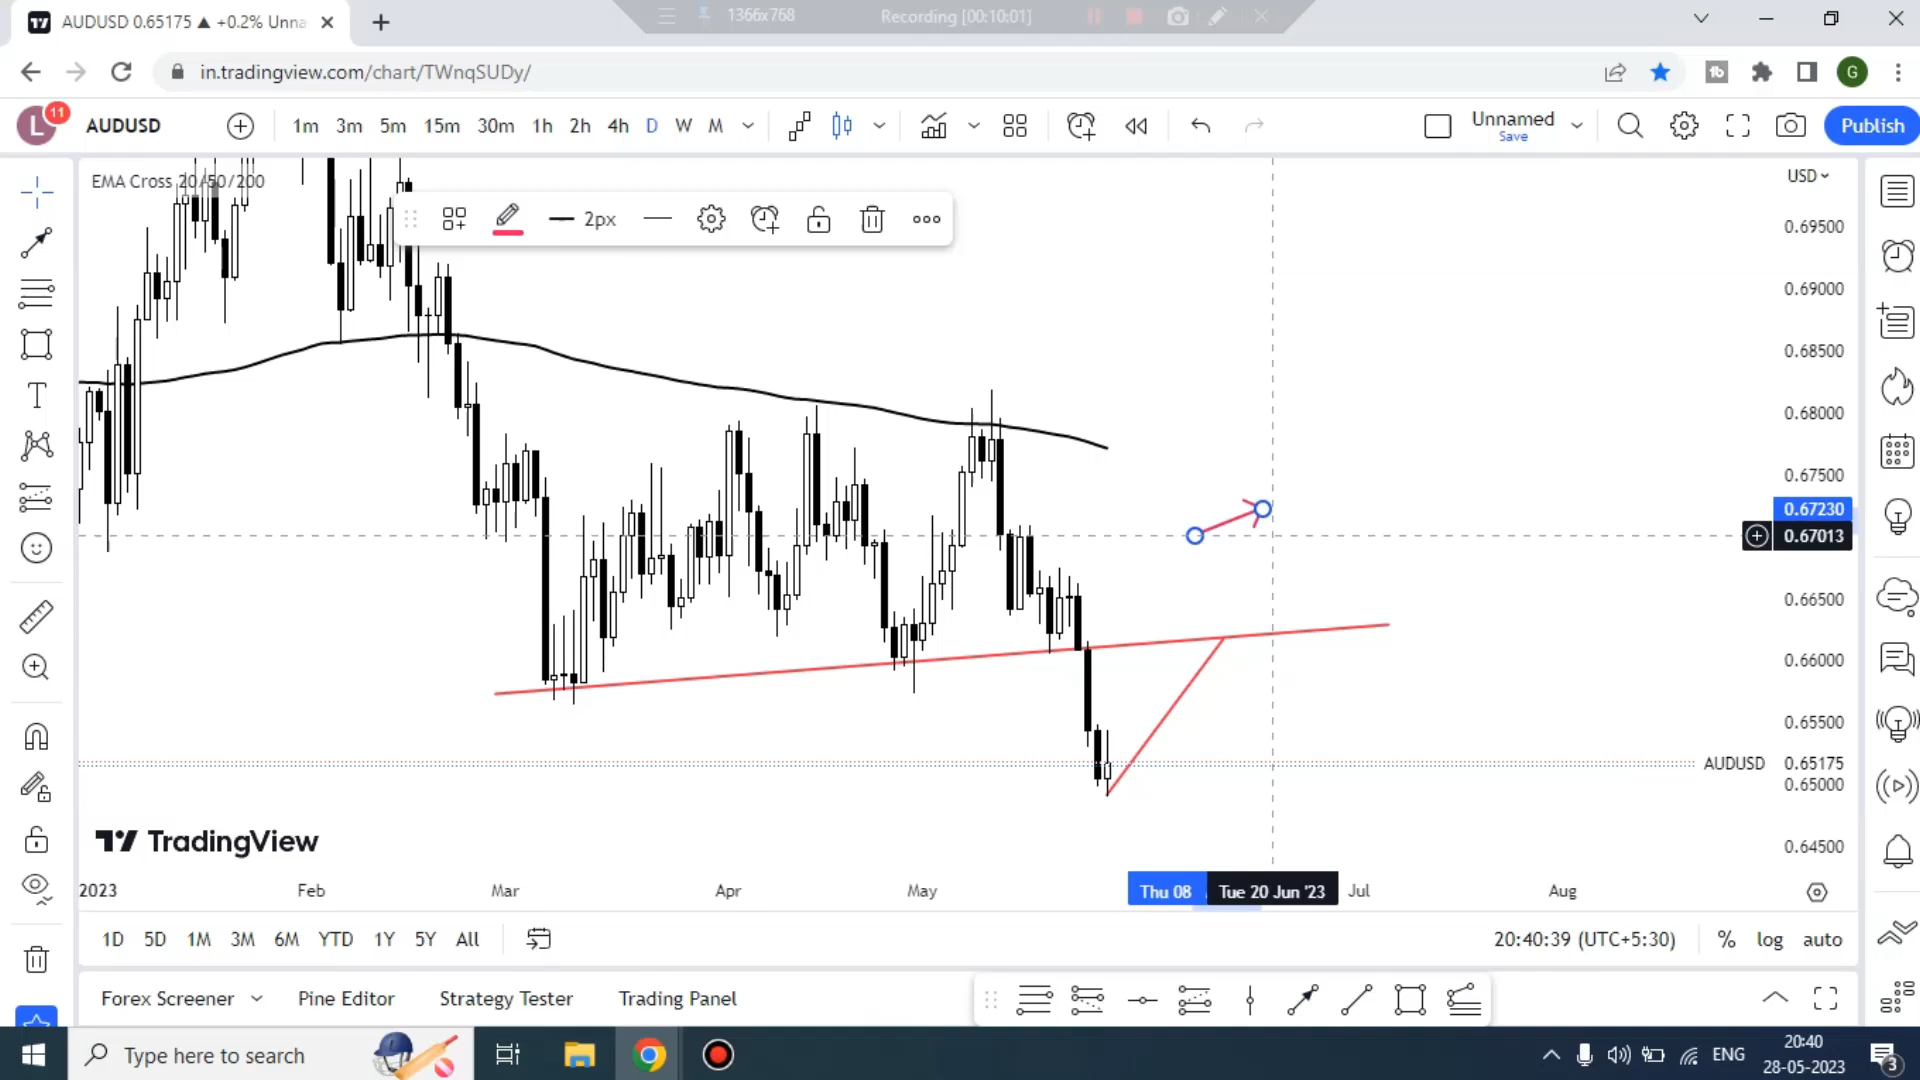 AUDUSD 0.65175 ▲ +0.2% Unna
1366x768
Recording [00:10:01]
in.tradingview.com/chart/TWnqSUDy/
G
L
11
AUDUSD
1m 3m 5m 15m 30m 1h 2h 4h D W M
Unnamed
Save
Publish
EMA Cross 20/50/200
2px
USD
0.69500
0.69000
0.68500
0.68000
0.67500
0.67230
0.67013
0.66500
0.66000
0.65500
AUDUSD 0.65175
0.65000
0.64500
TradingView
2023 Feb Mar Apr May Thu 08 Tue 20 Jun '23 Jul Aug
1D 5D 1M 3M 6M YTD 1Y 5Y All
20:40:39 (UTC+5:30) % log auto
Forex Screener Pine Editor Strategy Tester Trading Panel
Type here to search
ENG
20:40
28-05-2023
3